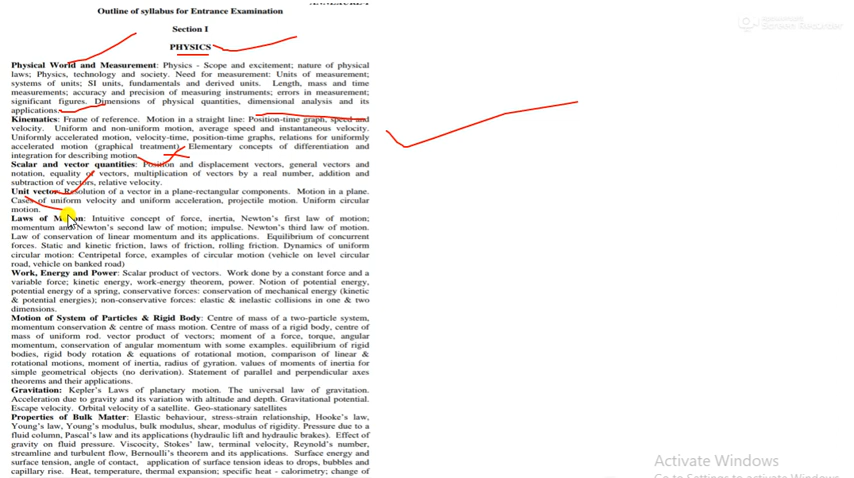 ANNEXURE-I
Outline of syllabus for Entrance Examination
Section I
PHYSICS
Physical World and Measurement: Physics - Scope and excitement; nature of physical
laws; Physics, technology and society. Need for measurement: Units of measurement;
systems of units; SI units, fundamentals and derived units. Length, mass and time
measurements; accuracy and precision of measuring instruments; errors in measurement;
significant figures. Dimensions of physical quantities, dimensional analysis and its
applications.
Kinematics: Frame of reference. Motion in a straight line: Position-time graph, speed and
velocity. Uniform and non-uniform motion, average speed and instantaneous velocity.
Uniformly accelerated motion, velocity-time, position-time graphs, relations for uniformly
accelerated motion (graphical treatment). Elementary concepts of differentiation and
integration for describing motion.
Scalar and vector quantities: Position and displacement vectors, general vectors and
notation, equality of vectors, multiplication of vectors by a real number, addition and
subtraction of vectors, relative velocity.
Unit vector: Resolution of a vector in a plane-rectangular components. Motion in a plane.
Cases of uniform velocity and uniform acceleration, projectile motion. Uniform circular
motion.
Laws of Motion: Intuitive concept of force, inertia, Newton's first law of motion;
momentum and Newton's second law of motion; impulse. Newton's third law of motion.
Law of conservation of linear momentum and its applications. Equilibrium of concurrent
forces. Static and kinetic friction, laws of friction, rolling friction. Dynamics of uniform
circular motion: Centripetal force, examples of circular motion (vehicle on level circular
road, vehicle on banked road)
Work, Energy and Power: Scalar product of vectors. Work done by a constant force and a
variable force; kinetic energy, work-energy theorem, power. Notion of potential energy,
potential energy of a spring, conservative forces: conservation of mechanical energy (kinetic
& potential energies); non-conservative forces: elastic & inelastic collisions in one & two
dimensions.
Motion of System of Particles & Rigid Body: Centre of mass of a two-particle system,
momentum conservation & centre of mass motion. Centre of mass of a rigid body, centre of
mass of uniform rod. vector product of vectors; moment of a force, torque, angular
momentum, conservation of angular momentum with some examples. equilibrium of rigid
bodies, rigid body rotation & equations of rotational motion, comparison of linear &
rotational motions, moment of inertia, radius of gyration. values of moments of inertia for
simple geometrical objects (no derivation). Statement of parallel and perpendicular axes
theorems and their applications.
Gravitation: Kepler's Laws of planetary motion. The universal law of gravitation.
Acceleration due to gravity and its variation with altitude and depth. Gravitational potential.
Escape velocity. Orbital velocity of a satellite. Geo-stationary satellites
Properties of Bulk Matter: Elastic behaviour, stress-strain relationship, Hooke's law,
Young's law, Young's modulus, bulk modulus, shear, modulus of rigidity. Pressure due to a
fluid column, Pascal's law and its applications (hydraulic lift and hydraulic brakes). Effect of
gravity on fluid pressure. Viscosity, Stokes' law, terminal velocity, Reynold's number,
streamline and turbulent flow, Bernoulli's theorem and its applications. Surface energy and
surface tension, angle of contact, application of surface tension ideas to drops, bubbles and
capillary rise. Heat, temperature, thermal expansion; specific heat - calorimetry; change of
Screen Recorder
Activate Windows
Go to Settings to activate Windows.